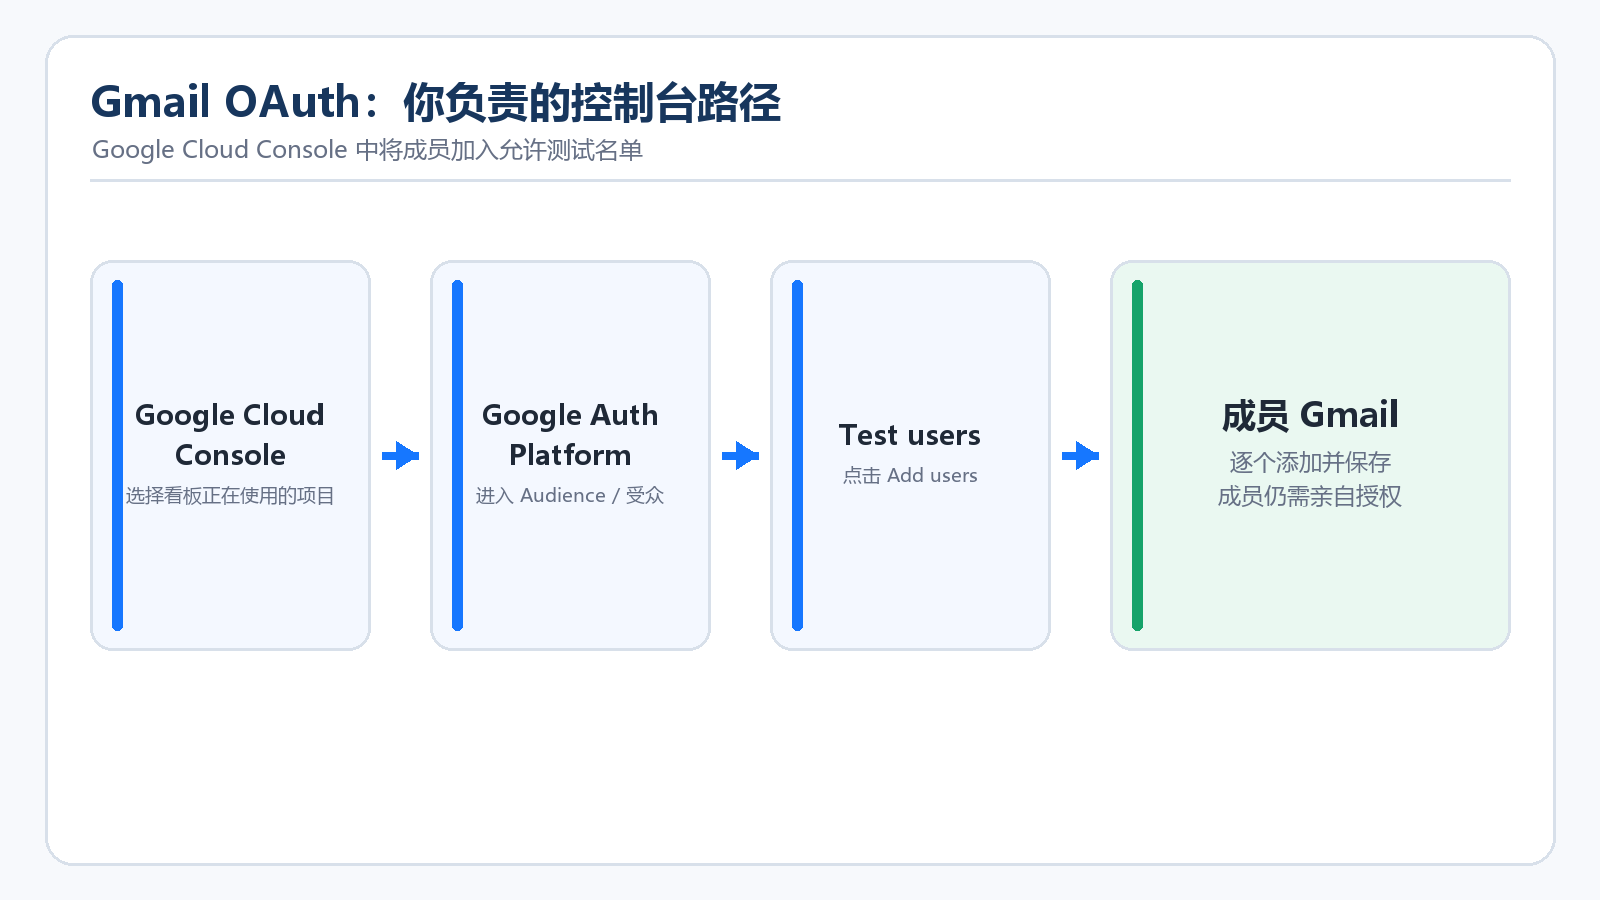 Gmail OAuth：你负责的控制台路径
Google Cloud Console 中将成员加入允许测试名单
Google Cloud
Console
选择看板正在使用的项目
Google Auth
Platform
进入 Audience / 受众
Test users
点击 Add users
成员 Gmail
逐个添加并保存
成员仍需亲自授权